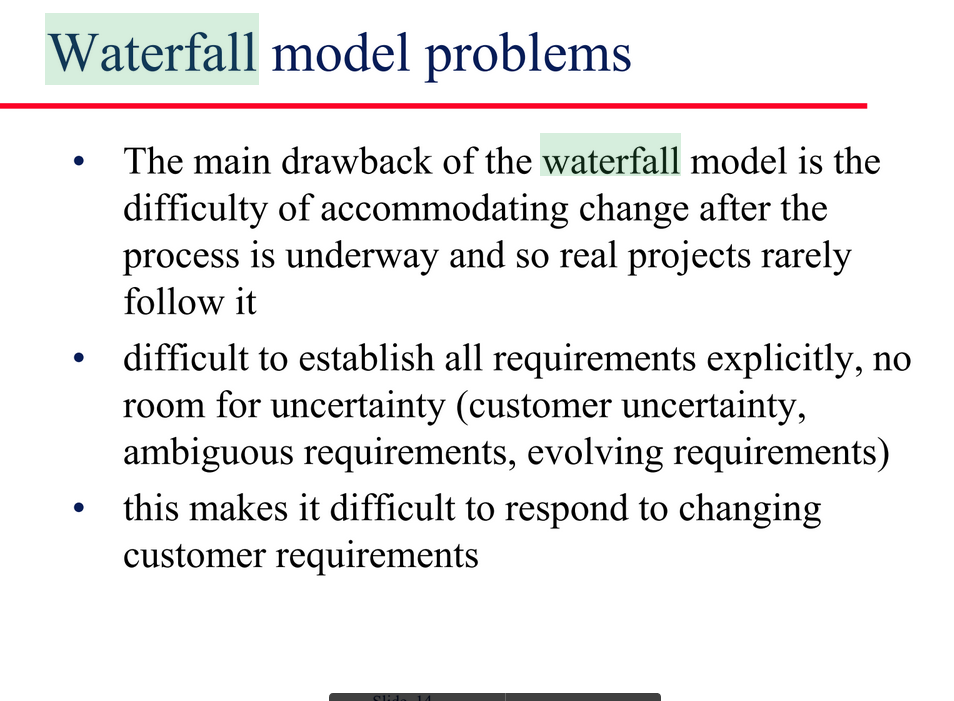 Waterfall model problems
• The main drawback of the waterfall model is the
difficulty of accommodating change after the
process is underway and so real projects rarely
follow it
• difficult to establish all requirements explicitly, no
room for uncertainty (customer uncertainty,
ambiguous requirements, evolving requirements)
• this makes it difficult to respond to changing
customer requirements
Slide 14